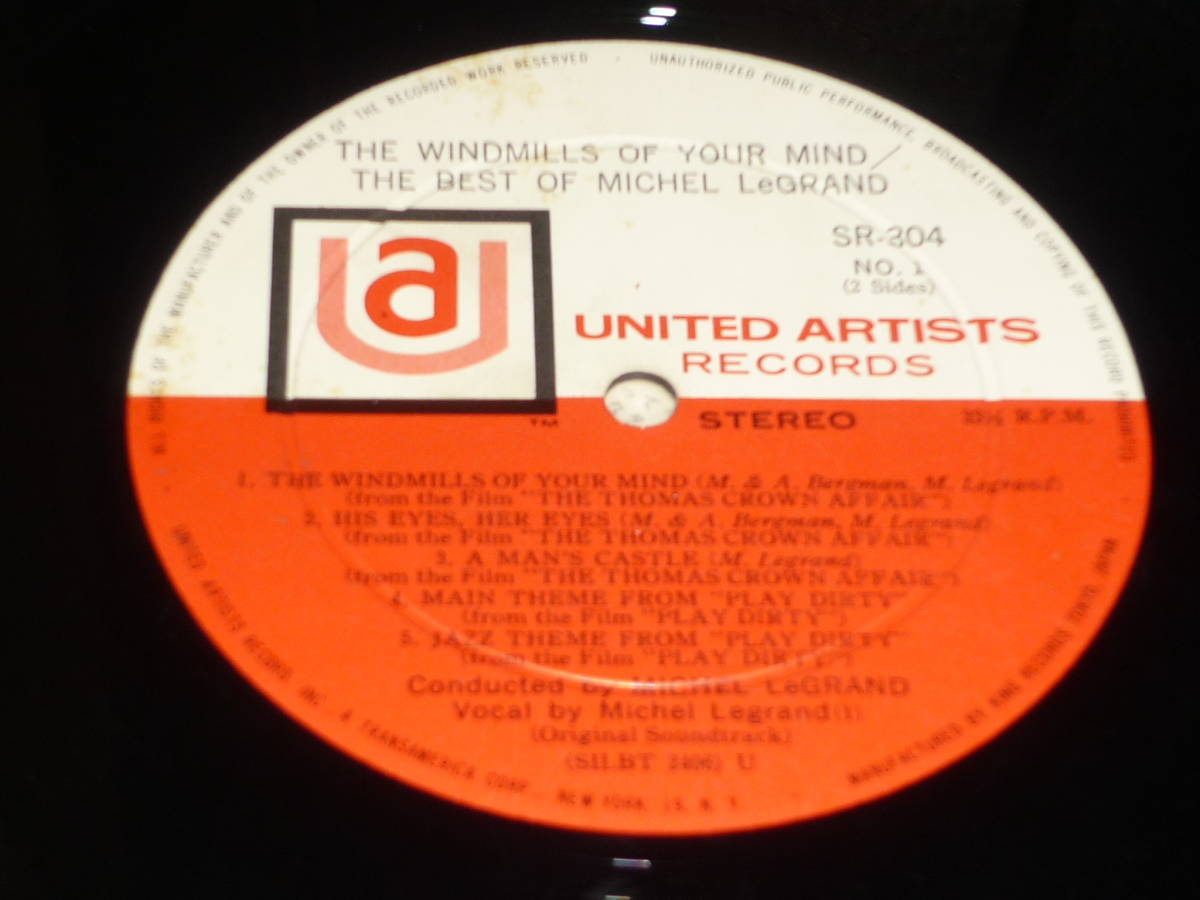 THE RIGHTS OF THE MANUFACTURER AND OF THE OWNER OF THE RECORDED WORK RESERVED · UNAUTHORIZED PUBLIC PERFORMANCE, BROADCASTING AND COPYING OF THIS RECORD PROHIBITED
THE WINDMILLS OF YOUR MIND/
THE BEST OF MICHEL LeGRAND
SR-304
NO. 1
(2 Sides)
ua
UNITED ARTISTS
RECORDS
TM
STEREO
33⅓ R.P.M.
1. THE WINDMILLS OF YOUR MIND (M. & A. Bergman, M. Legrand)
(from the Film "THE THOMAS CROWN AFFAIR")
2. HIS EYES, HER EYES (M. & A. Bergman, M. Legrand)
(from the Film "THE THOMAS CROWN AFFAIR")
3. A MAN'S CASTLE (M. Legrand)
(from the Film "THE THOMAS CROWN AFFAIR")
4. MAIN THEME FROM "PLAY DIRTY"
(from the Film "PLAY DIRTY")
5. JAZZ THEME FROM "PLAY DIRTY"
(from the Film "PLAY DIRTY")
Conducted by MICHEL LeGRAND
Vocal by Michel Legrand(1)
(Original Soundtrack)
(SILBT 2406) U
UNITED ARTISTS RECORDS INC. A TRANSAMERICA CORP. NEW YORK, N. Y.
MANUFACTURED BY KING RECORDS TOKYO, JAPAN